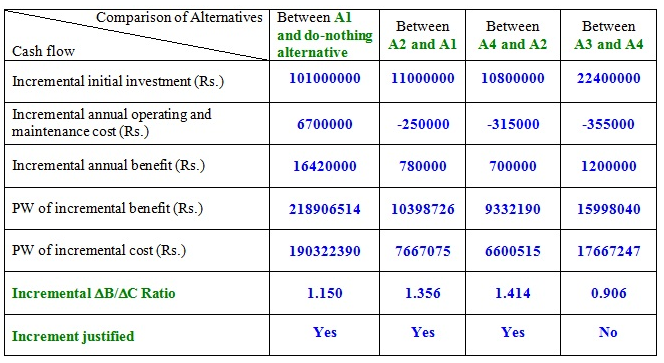 Comparison of Alternatives
Cash flow
Between A1
and do-nothing
alternative
Between
A2 and A1
Between
A4 and A2
Between
A3 and A4
Incremental initial investment (Rs.) 101000000 11000000 10800000 22400000
Incremental annual operating and
maintenance cost (Rs.) 6700000 -250000 -315000 -355000
Incremental annual benefit (Rs.) 16420000 780000 700000 1200000
PW of incremental benefit (Rs.) 218906514 10398726 9332190 15998040
PW of incremental cost (Rs.) 190322390 7667075 6600515 17667247
Incremental ΔB/ΔC Ratio 1.150 1.356 1.414 0.906
Increment justified Yes Yes Yes No